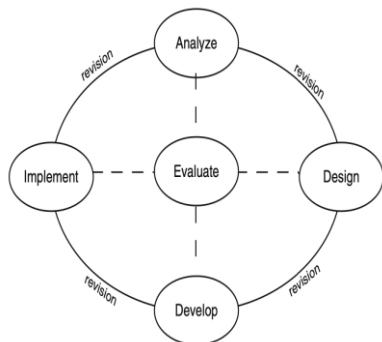 Analyze
revision
revision
Implement
Evaluate
Design
revision
revision
Develop